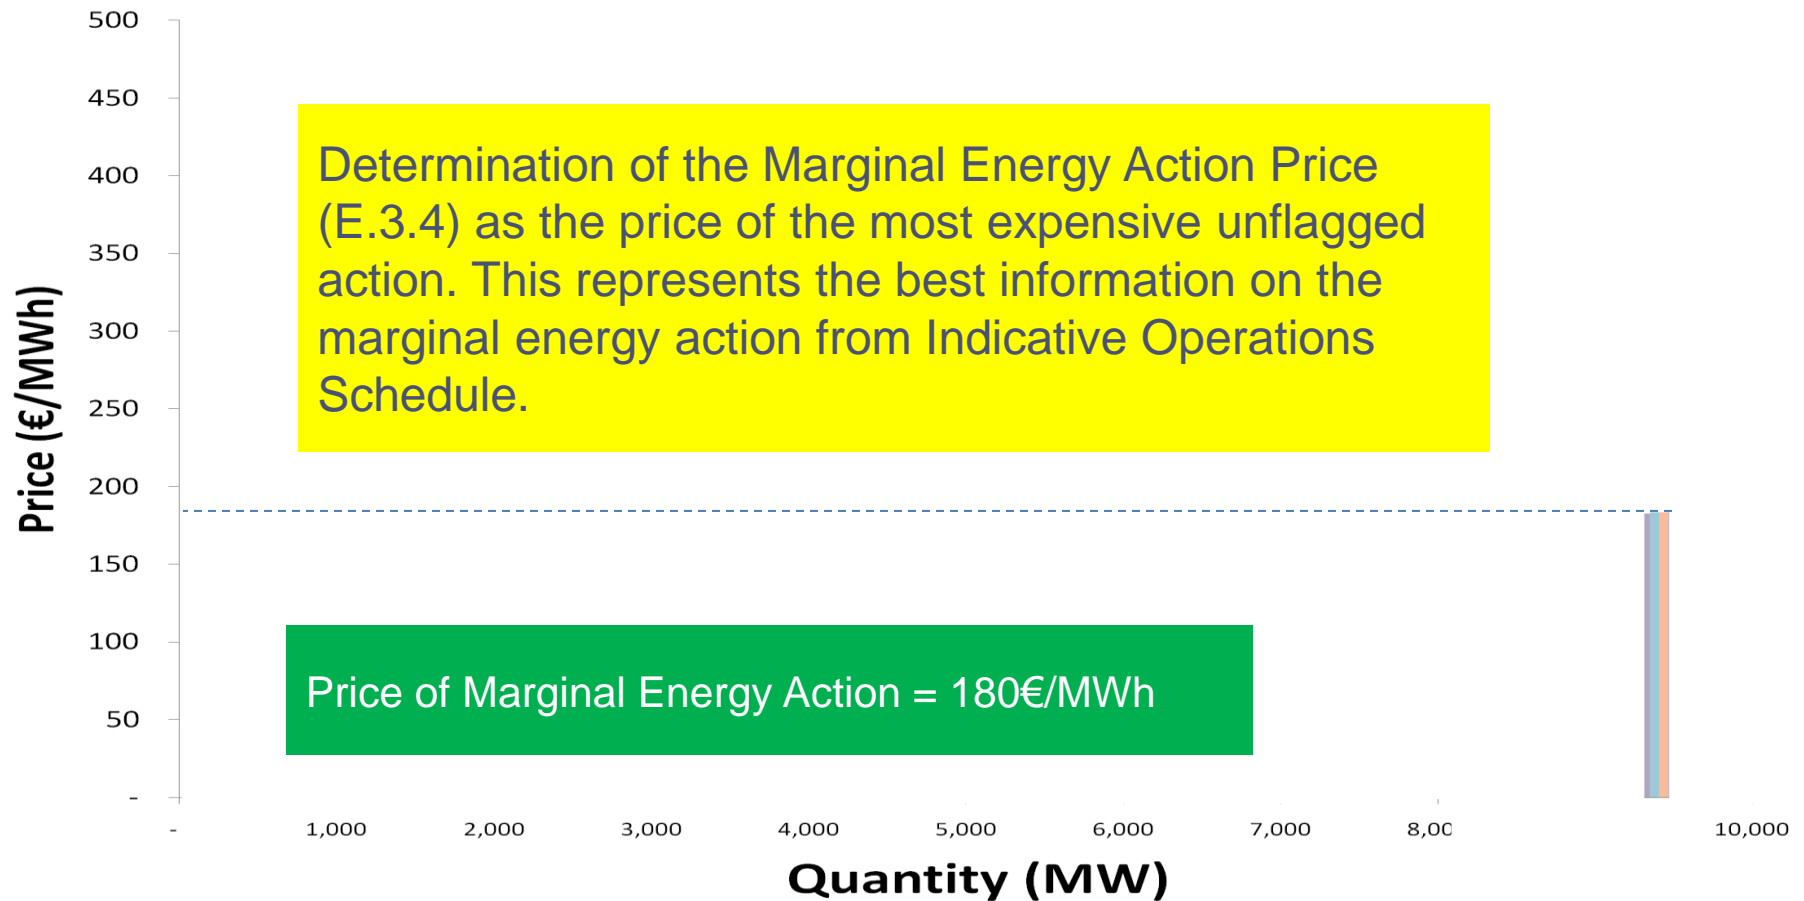 500
450
400
350
300
250
200
150
100
50
-
Price (€/MWh)
Determination of the Marginal Energy Action Price
(E.3.4) as the price of the most expensive unflagged
action. This represents the best information on the
marginal energy action from Indicative Operations
Schedule.
Price of Marginal Energy Action = 180€/MWh
- 1,000 2,000 3,000 4,000 5,000 6,000 7,000 8,00 10,000
Quantity (MW)